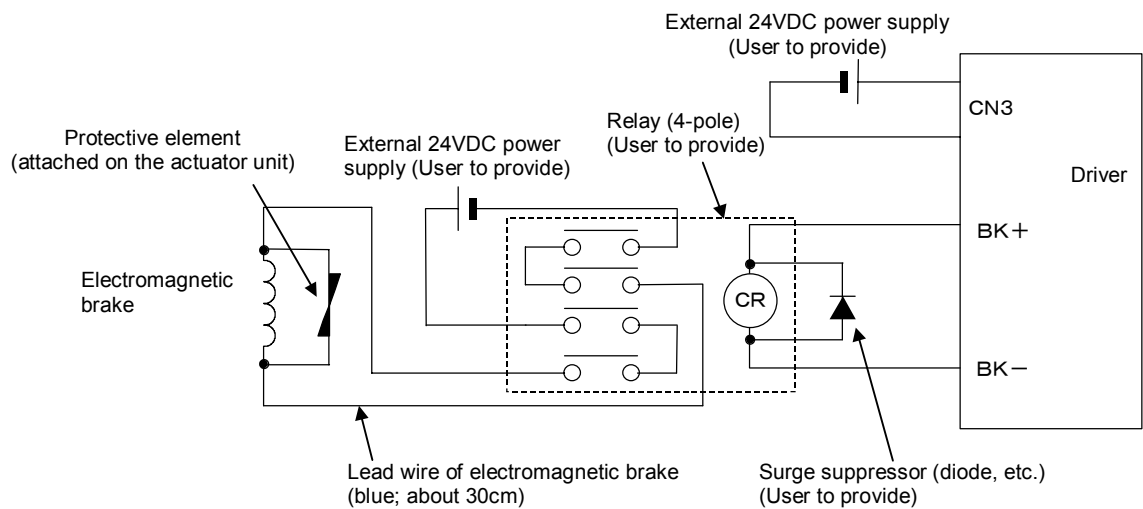 External 24VDC power supply
(User to provide)
CN3
Relay (4-pole)
(User to provide)
Protective element
(attached on the actuator unit)
External 24VDC power
supply (User to provide)
Driver
BK+
Electromagnetic
brake
CR
BK−
Lead wire of electromagnetic brake
(blue; about 30cm)
Surge suppressor (diode, etc.)
(User to provide)